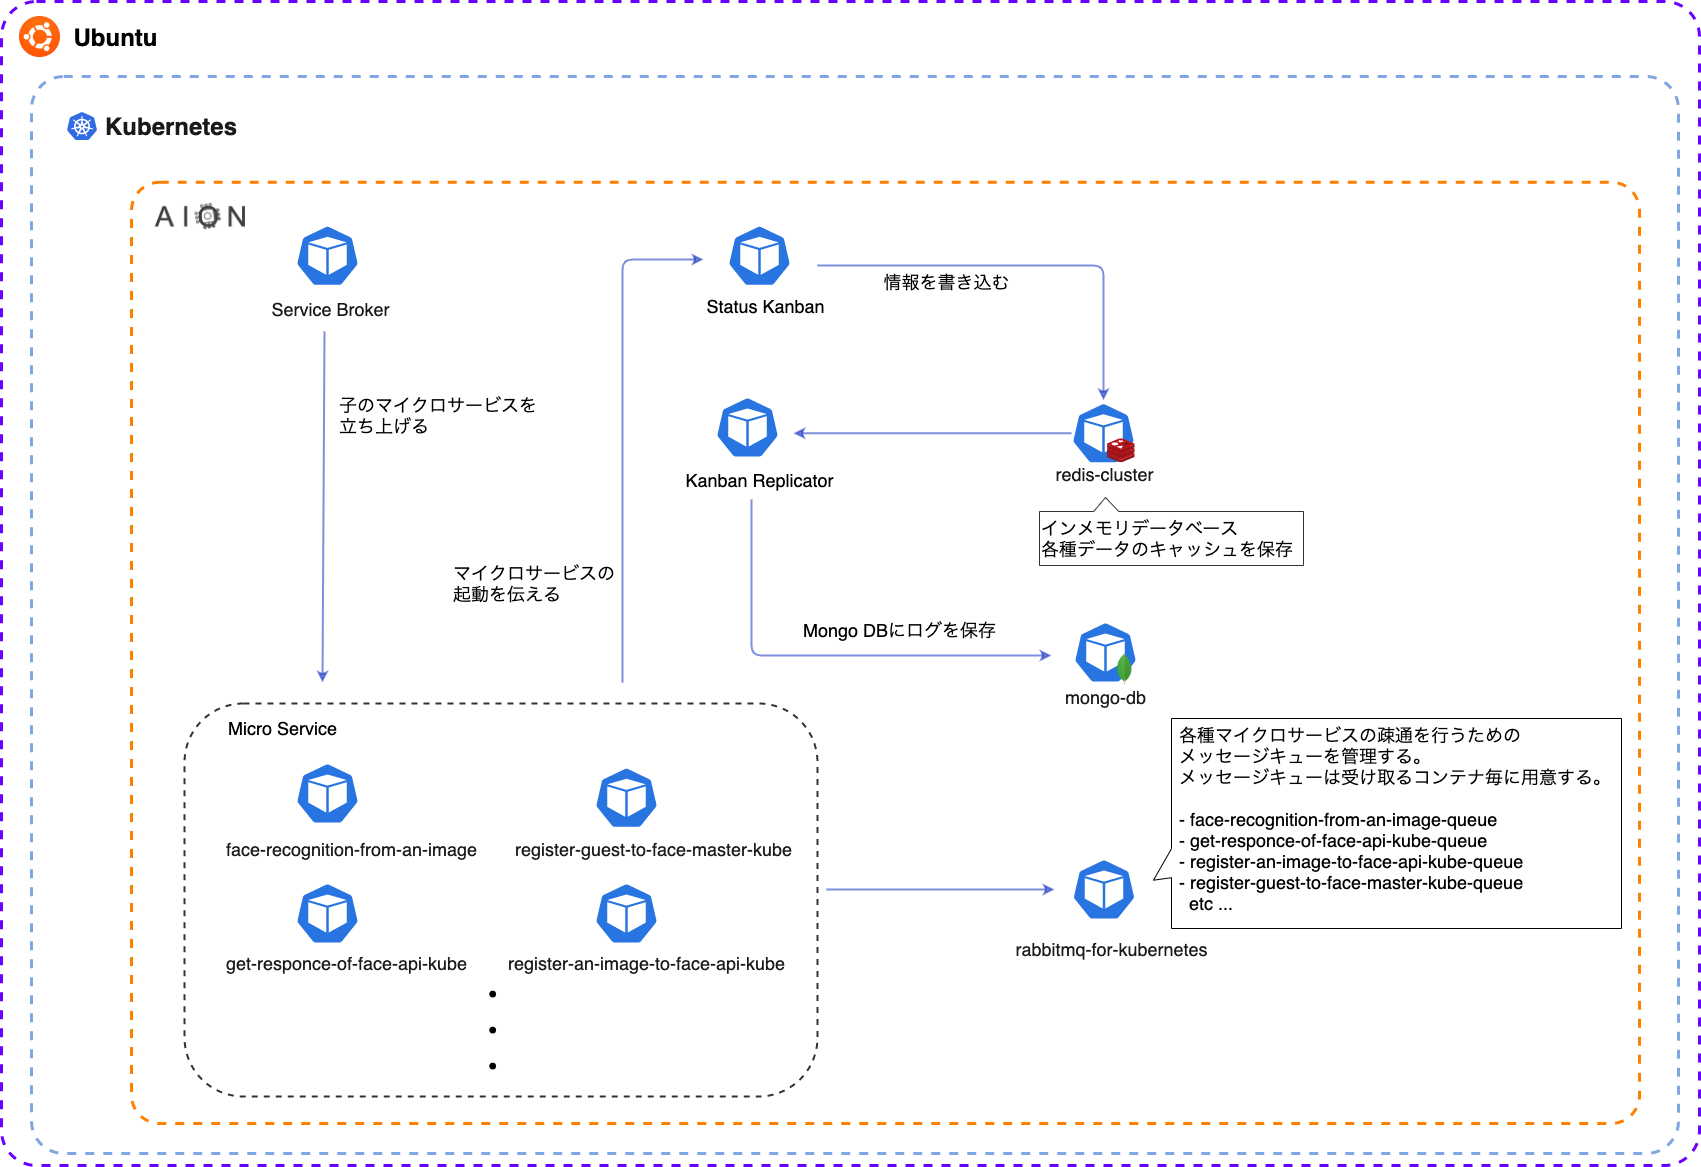 Ubuntu
Kubernetes
AION
Service Broker
Status Kanban
情報を書き込む
子のマイクロサービスを
立ち上げる
Kanban Replicator
redis-cluster
インメモリデータベース
各種データのキャッシュを保存
マイクロサービスの
起動を伝える
Mongo DBにログを保存
mongo-db
Micro Service
face-recognition-from-an-image
register-guest-to-face-master-kube
get-responce-of-face-api-kube
register-an-image-to-face-api-kube
各種マイクロサービスの疎通を行うための
メッセージキューを管理する。
メッセージキューは受け取るコンテナ毎に用意する。
- face-recognition-from-an-image-queue
- get-responce-of-face-api-kube-queue
- register-an-image-to-face-api-kube-queue
- register-guest-to-face-master-kube-queue
etc ...
rabbitmq-for-kubernetes